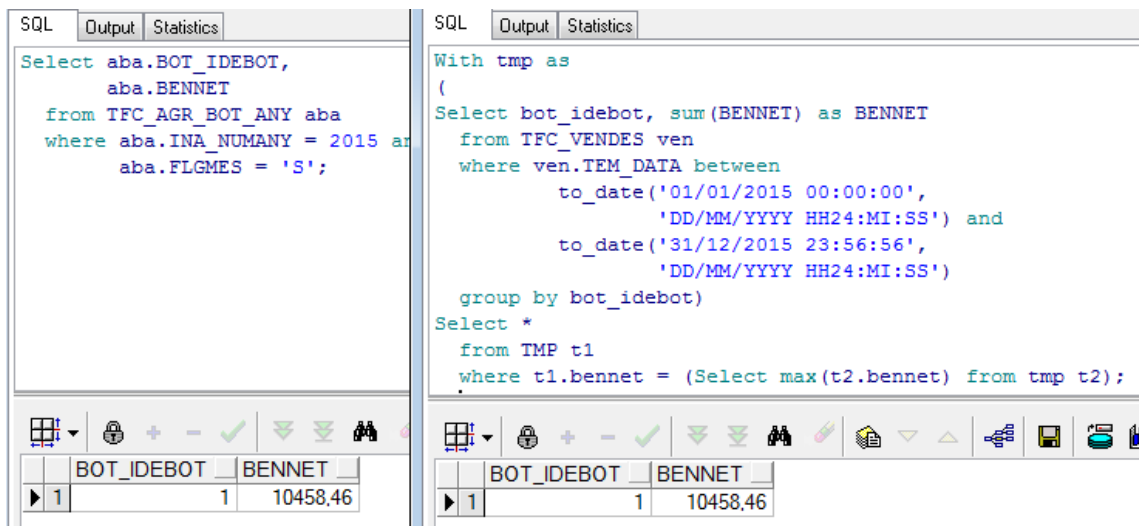 SQL Output Statistics
Select aba.BOT_IDEBOT,
aba.BENNET
from TFC_AGR_BOT_ANY aba
where aba.INA_NUMANY = 2015
aba.FLGMES = 'S';
BOT_IDEBOT BENNET
1 1 10458,46
SQL Output Statistics
With tmp as
(
Select bot_idebot, sum(BENNET) as BENNET
from TFC_VENDES ven
where ven.TEM_DATA between
to_date('01/01/2015 00:00:00',
'DD/MM/YYYY HH24:MI:SS') and
to_date('31/12/2015 23:56:56',
'DD/MM/YYYY HH24:MI:SS')
group by bot_idebot)
Select *
from TMP t1
where t1.bennet = (Select max(t2.bennet) from tmp t2);
BOT_IDEBOT BENNET
1 1 10458,46